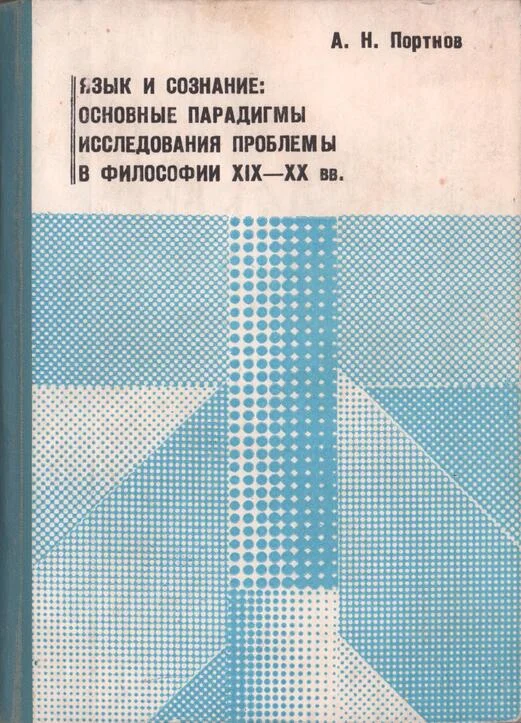 А. Н. Портнов
ЯЗЫК И СОЗНАНИЕ:
ОСНОВНЫЕ ПАРАДИГМЫ
ИССЛЕДОВАНИЯ ПРОБЛЕМЫ
В ФИЛОСОФИИ XIX—XX вв.